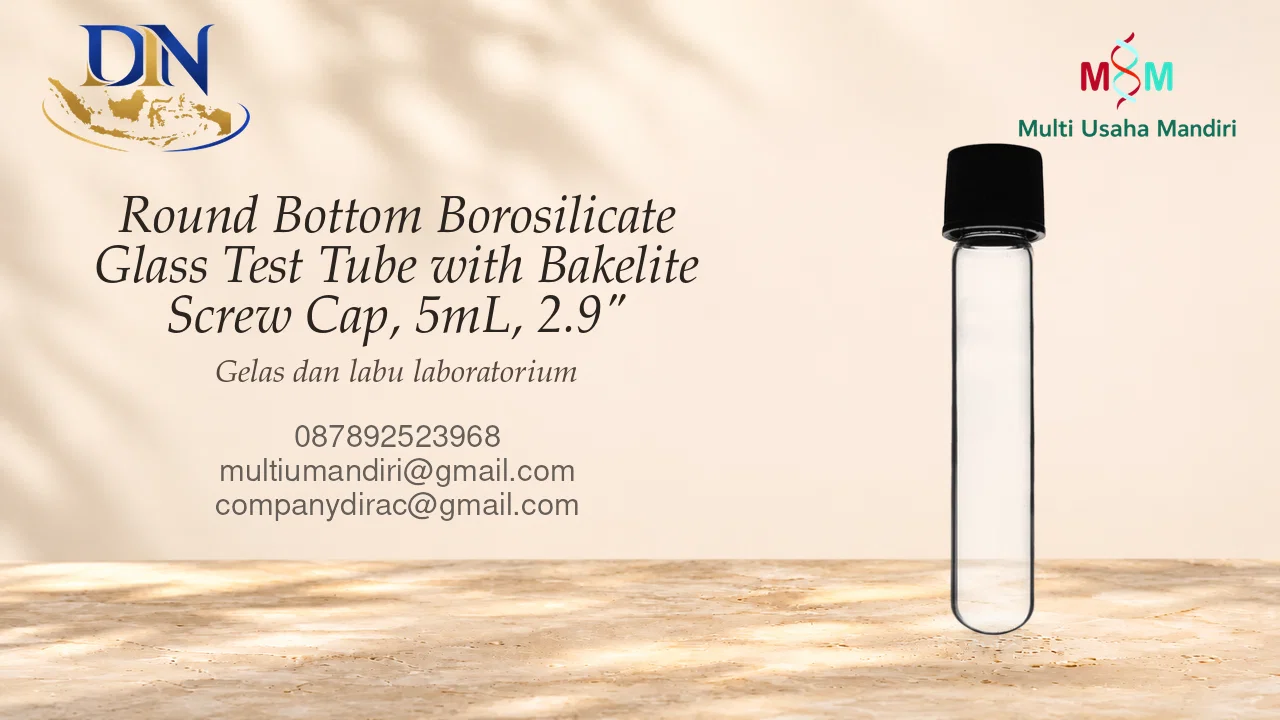 DIN
M M
Multi Usaha Mandiri
Round Bottom Borosilicate
Glass Test Tube with Bakelite
Screw Cap, 5mL, 2.9"
Gelas dan labu laboratorium
087892523968
multiumandiri@gmail.com
companydirac@gmail.com